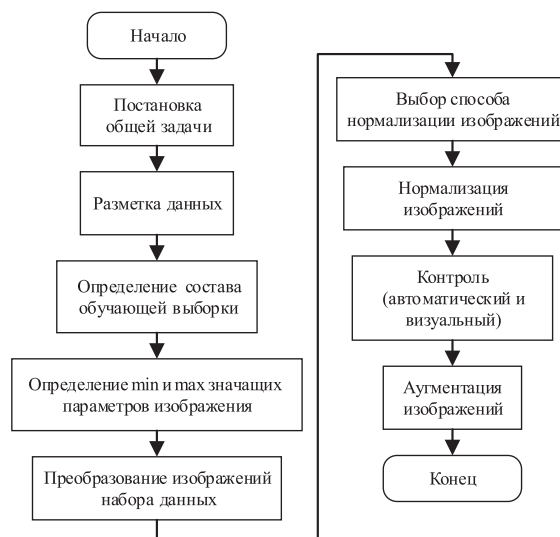 Начало
Постановка
общей задачи
Разметка данных
Определение состава
обучающей выборки
Определение min и max значащих
параметров изображения
Преобразование изображений
набора данных
Выбор способа
нормализации изображений
Нормализация
изображений
Контроль
(автоматический и
визуальный)
Аугментация
изображений
Конец